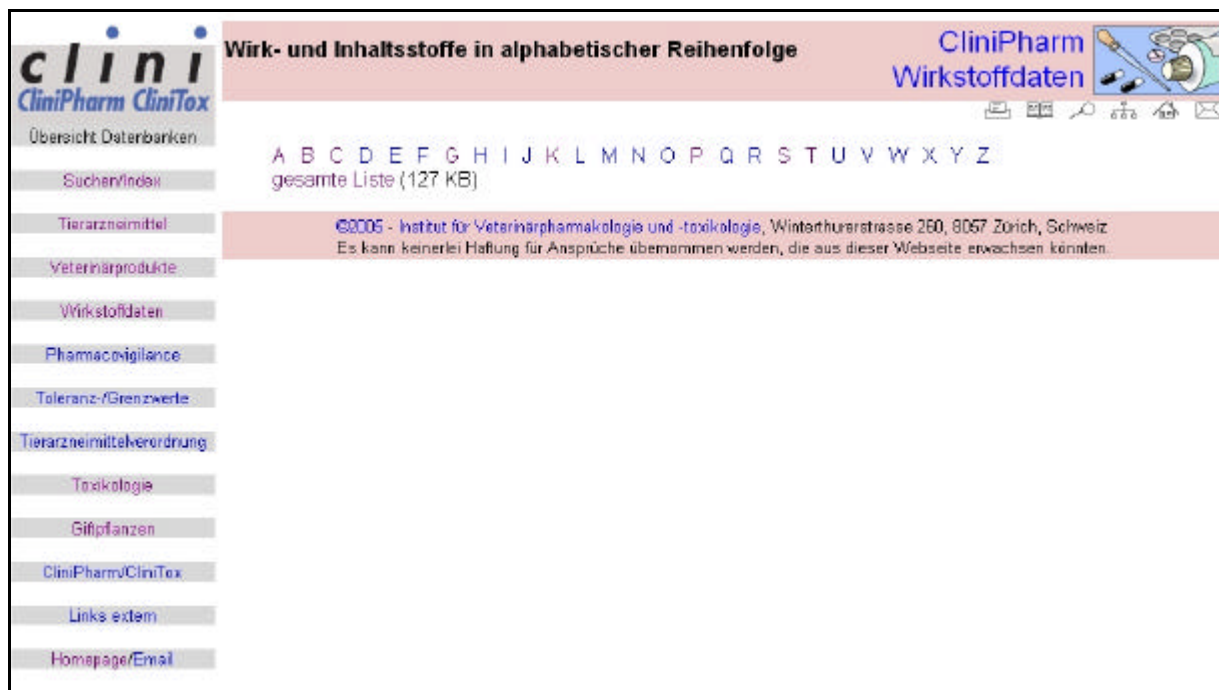 clini
CliniPharm CliniTox
Übersicht Datenbanken
Suchen/Index
Tierarzneimittel
Veterinärprodukte
Wirkstoffdaten
Pharmacovigilance
Toleranz-/Grenzwerte
Tierarzneimittelverordnung
Toxikologie
Giftpflanzen
CliniPharm/CliniTox
Links extern
Homepage/Email
Wirk- und Inhaltsstoffe in alphabetischer Reihenfolge
CliniPharm
Wirkstoffdaten
A B C D E F G H I J K L M N O P Q R S T U V W X Y Z
gesamte Liste (127 KB)
©2005 - Institut für Veterinärpharmakologie und -toxikologie, Winterthurerstrasse 260, 8057 Zürich, Schweiz
Es kann keinerlei Haftung für Ansprüche übernommen werden, die aus dieser Webseite erwachsen könnten.